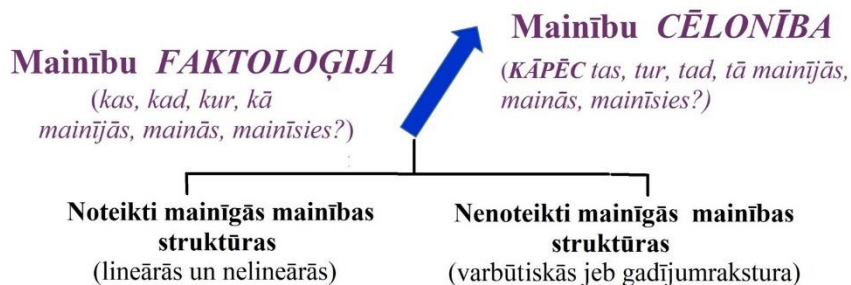 Mainību FAKTOLOĢIJA
(kas, kad, kur, kā
mainījās, mainās, mainīsies?)
Mainību CĒLONĪBA
(KĀPĒC tas, tur, tad, tā mainījās,
mainās, mainīsies?)
Noteikti mainīgās mainības
struktūras
(lineārās un nelineārās)
Nenoteikti mainīgās mainības
struktūras
(varbūtiskās jeb gadījumrakstura)